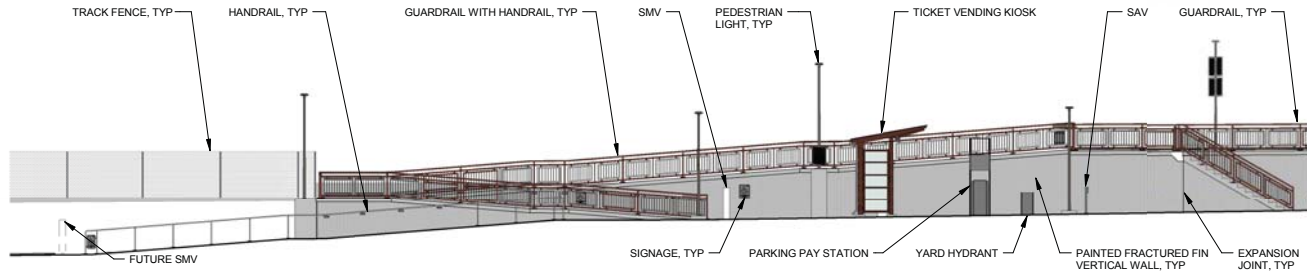 TRACK FENCE, TYP
HANDRAIL, TYP
GUARDRAIL WITH HANDRAIL, TYP
SMV
PEDESTRIAN
LIGHT, TYP
TICKET VENDING KIOSK
SAV
GUARDRAIL, TYP
FUTURE SMV
SIGNAGE, TYP
PARKING PAY STATION
YARD HYDRANT
PAINTED FRACTURED FIN
VERTICAL WALL, TYP
EXPANSION
JOINT, TYP